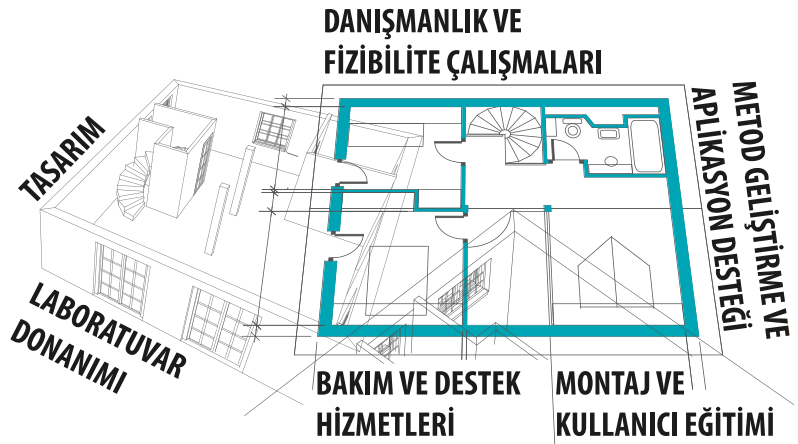 DANIŞMANLIK VE
FİZİBİLİTE ÇALIŞMALARI
TASARIM
METOD GELİŞTİRME VE
APLİKASYON DESTEĞİ
LABORATUVAR
DONANIMI
BAKIM VE DESTEK
HİZMETLERİ
MONTAJ VE
KULLANICI EĞİTİMİ